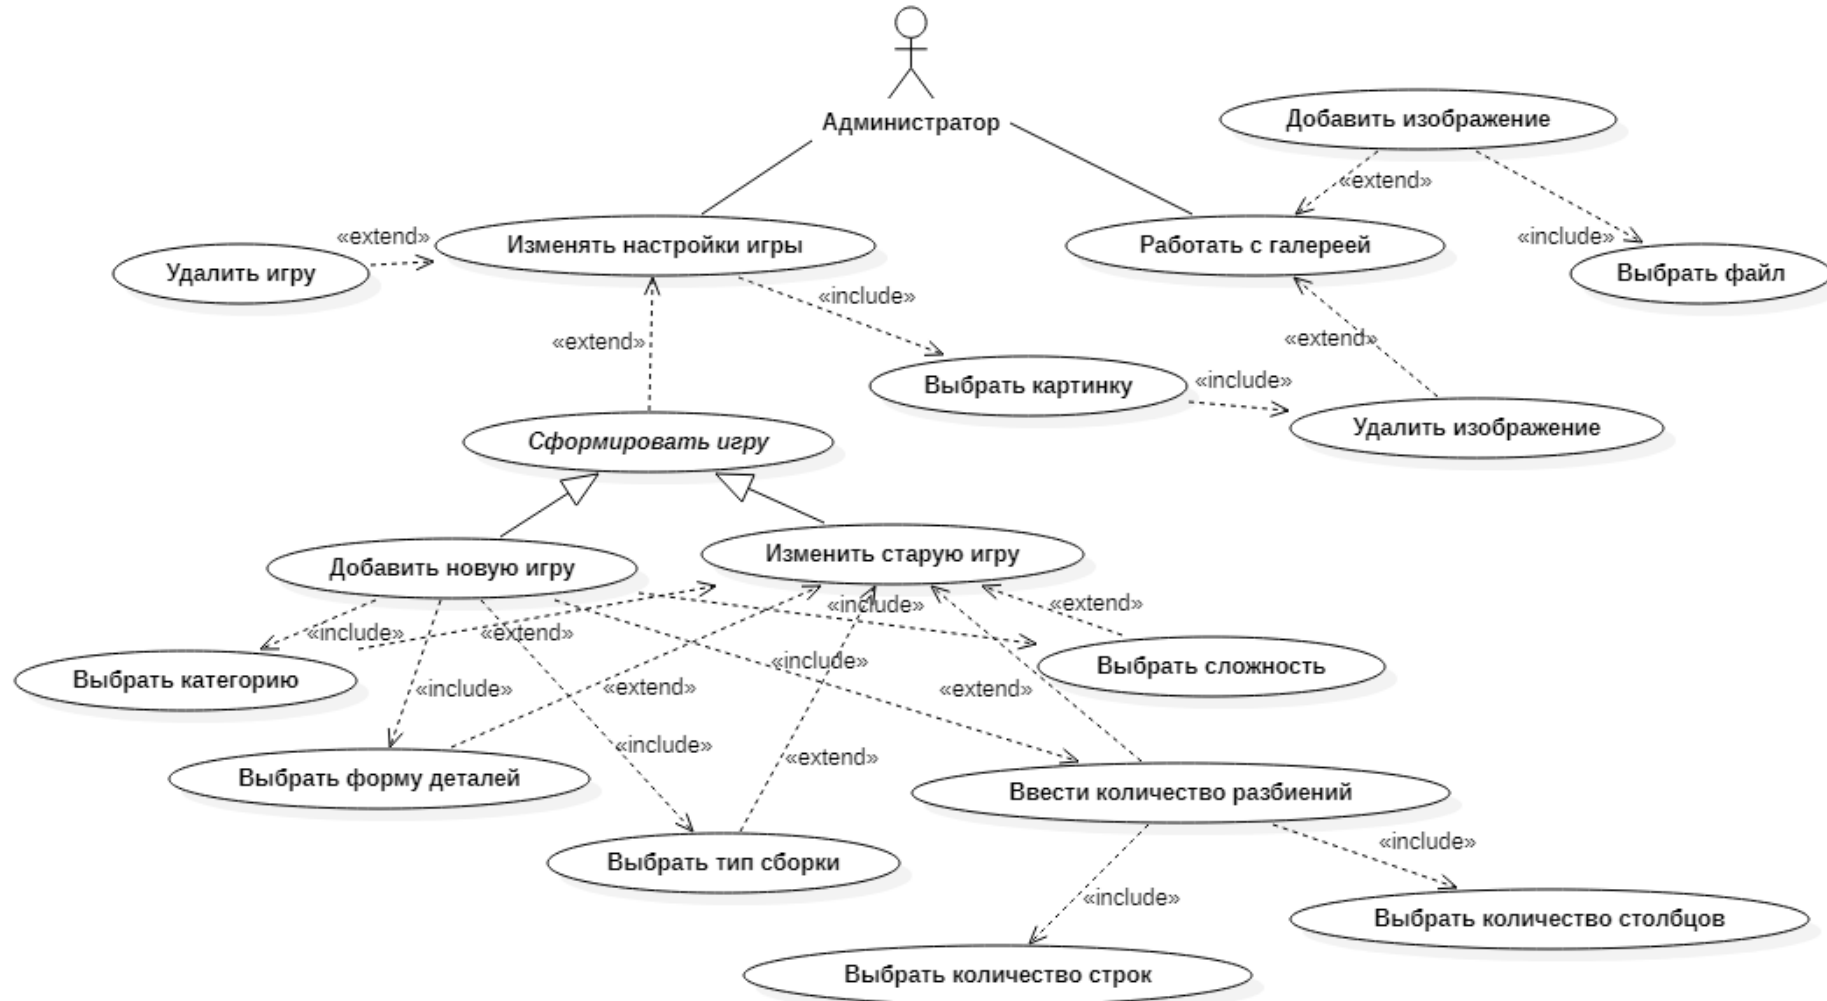 Администратор
Добавить изображение
«extend»
«extend»
«include»
Изменять настройки игры
Работать с галереей
Удалить игру
Выбрать файл
«include»
«extend»
«extend»
Выбрать картинку
«include»
Удалить изображение
Сформировать игру
Изменить старую игру
Добавить новую игру
«include»
«extend»
«include»
«extend»
«include»
Выбрать сложность
Выбрать категорию
«include»
«extend»
«extend»
«include»
«extend»
Выбрать форму деталей
Ввести количество разбиений
«include»
Выбрать тип сборки
«include»
Выбрать количество столбцов
Выбрать количество строк